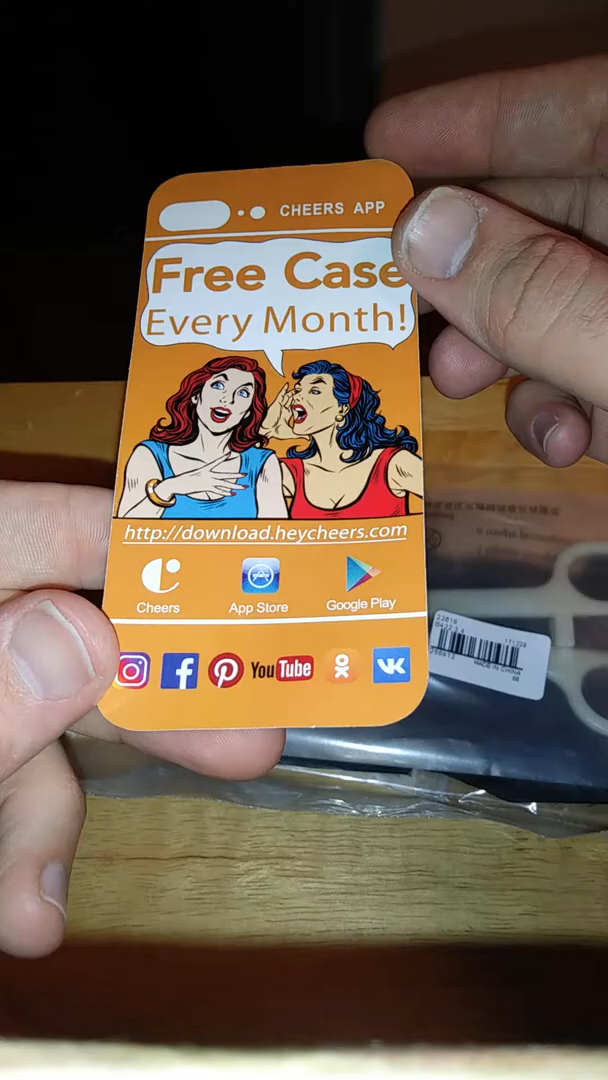 CHEERS APP
Free Case
Every Month!
http://download.heycheers.com
Cheers
App Store
Google Play
YouTube
MADE IN CHINA